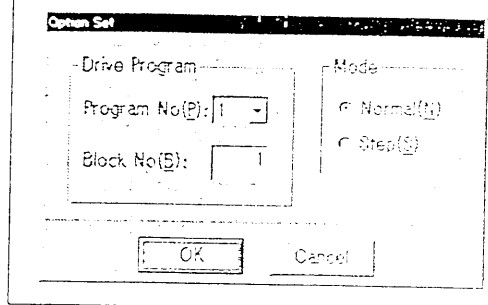 Option Set
Drive Program
Mode
Program No(P): 1
Normal(N)
Step(S)
Block No(B): 1
OK
Cancel